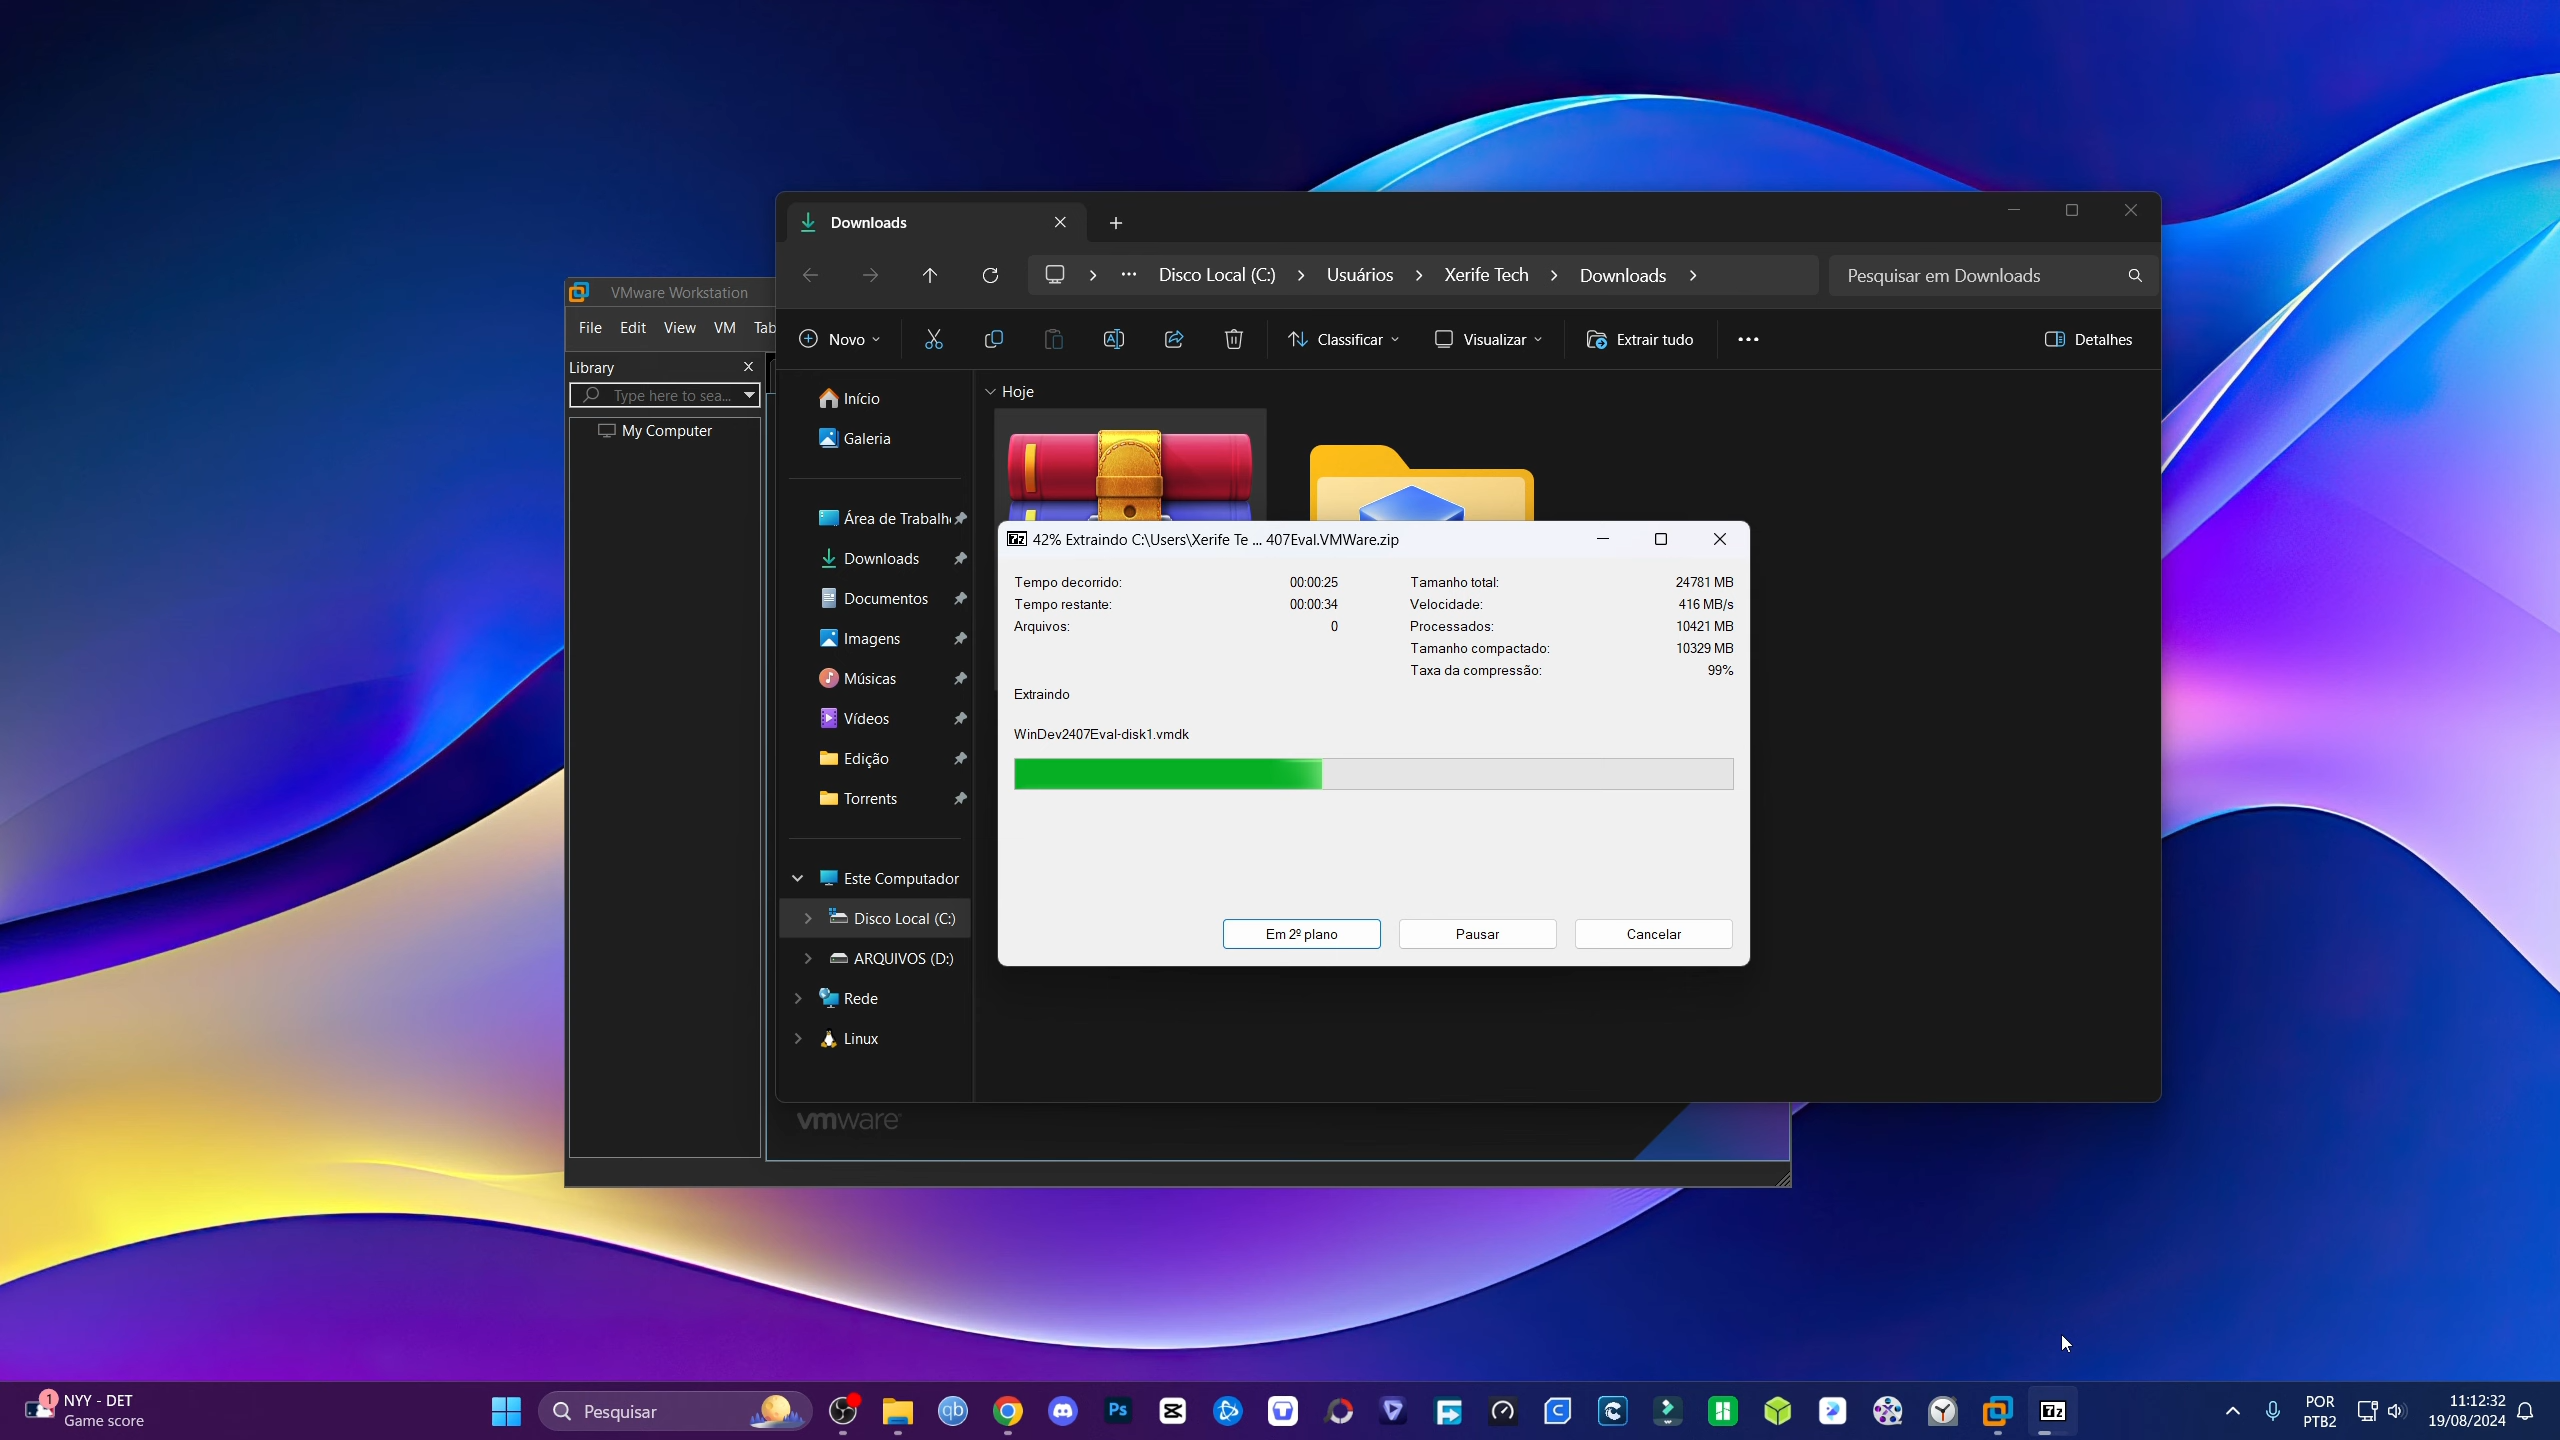 Downloads
VMware Workstation
File Edit View VM Tab
Library
Type here to sea...
My Computer
Disco Local (C:) Usuários Xerife Tech Downloads
Pesquisar em Downloads
Novo Classificar Visualizar Extrair tudo ... Detalhes
Início
Galeria
Área de Trabalh
Downloads
Documentos
Imagens
Músicas
Vídeos
Edição
Torrents
Este Computador
Disco Local (C:)
ARQUIVOS (D:)
Rede
Linux
Hoje
7z 42% Extraindo C:\Users\Xerife Te ... 407Eval.VMWare.zip
Tempo decorrido: 00:00:25 Tamanho total: 24781 MB
Tempo restante: 00:00:34 Velocidade: 416 MB/s
Arquivos: 0 Processados: 10421 MB
Tamanho compactado: 10329 MB
Taxa da compressão: 99%
Extraindo
WinDev2407Eval-disk1.vmdk
Em 2º plano Pausar Cancelar
vmware
1 NYY - DET
Game score
Pesquisar
qb
Ps
7z
POR
PTB2
11:12:32
19/08/2024